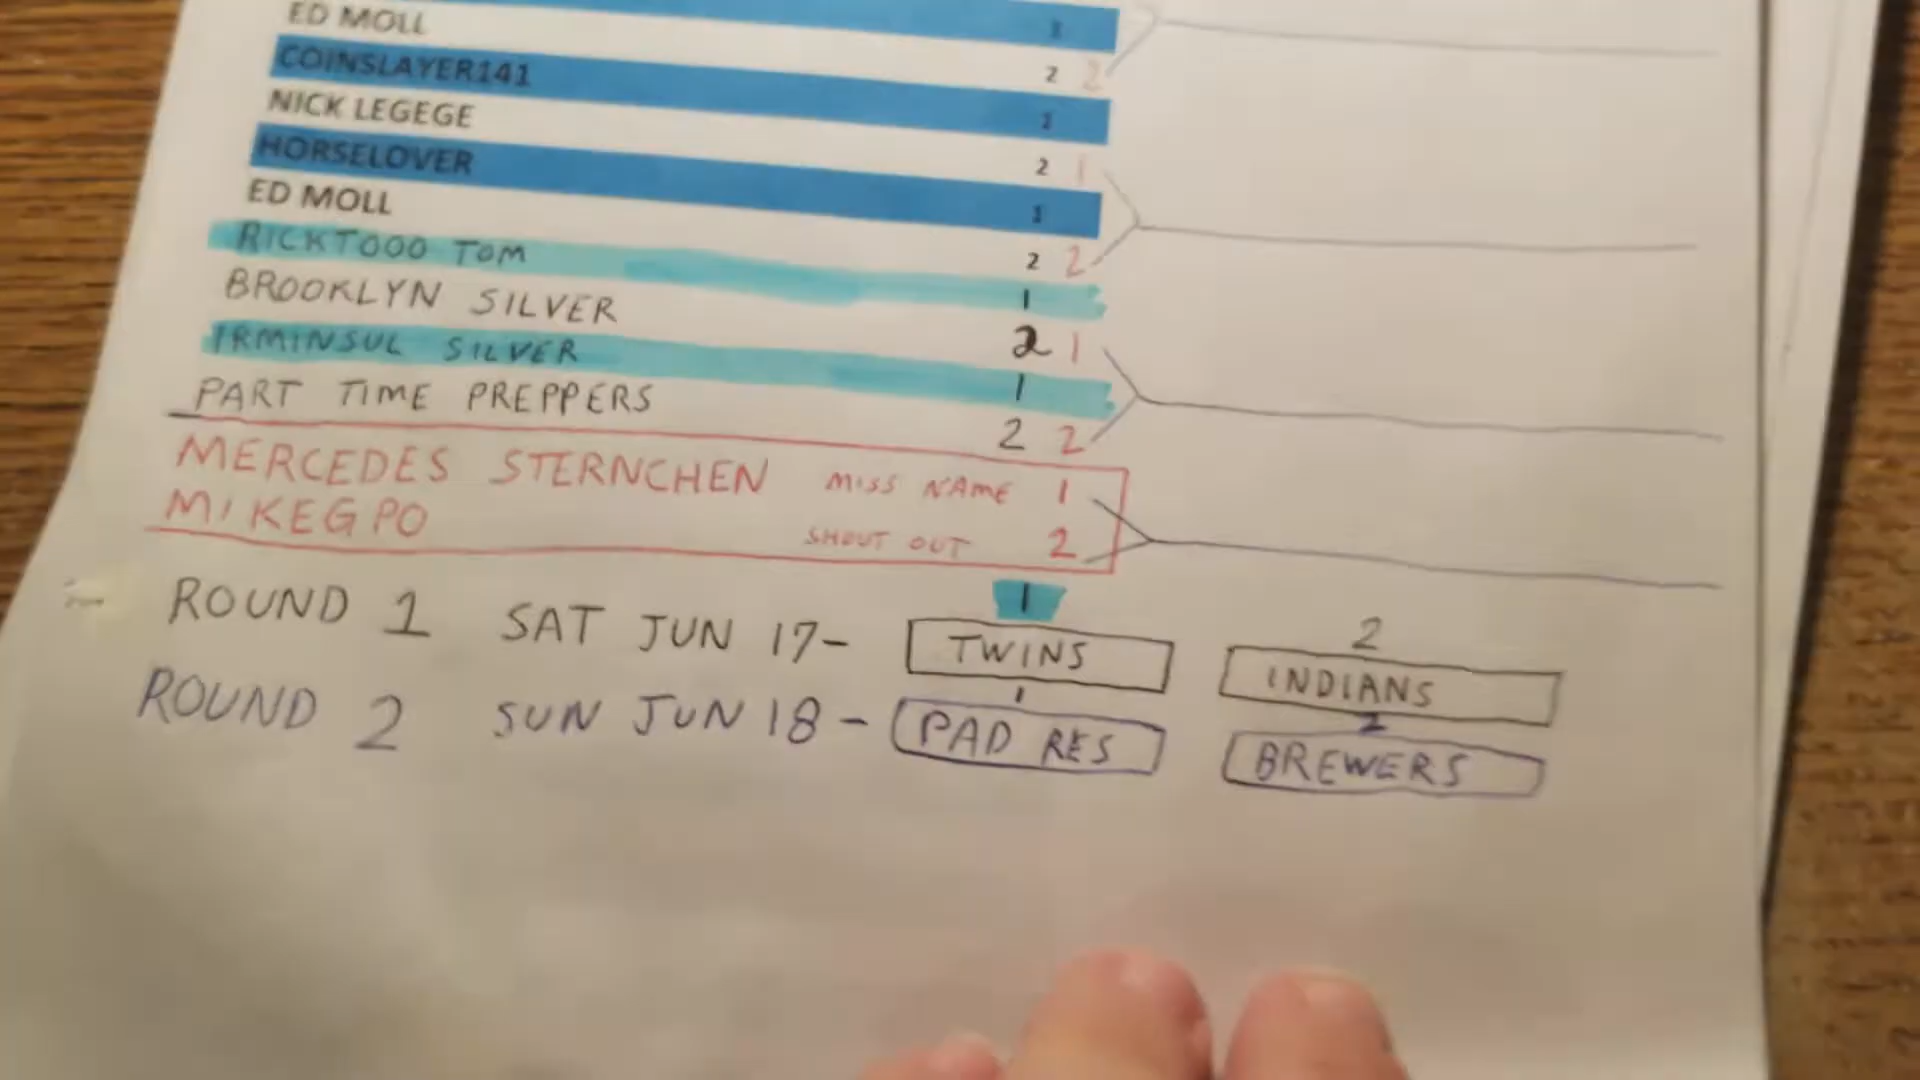 ED MOLL 2 2
COINSLAYER141 1
NICK LEGEGE 2 1
HORSELOVER 1
ED MOLL 2 2
RICKTOOO TOM 1
BROOKLYN SILVER 2 1
IRMINSUL SILVER 1
PART TIME PREPPERS 2 2
MERCEDES STERNCHEN MISS NAME 1
MIKEGPO SHOUT OUT 2
1 2
ROUND 1 SAT JUN 17- TWINS INDIANS
1 2
ROUND 2 SUN JUN 18- PAD RES BREWERS